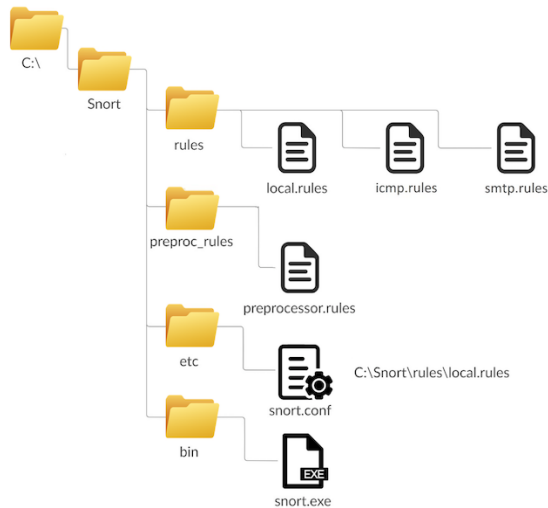 C:\
Snort
rules
local.rules
icmp.rules
smtp.rules
preproc_rules
preprocessor.rules
etc
snort.conf
C:\Snort\rules\local.rules
bin
EXE
snort.exe